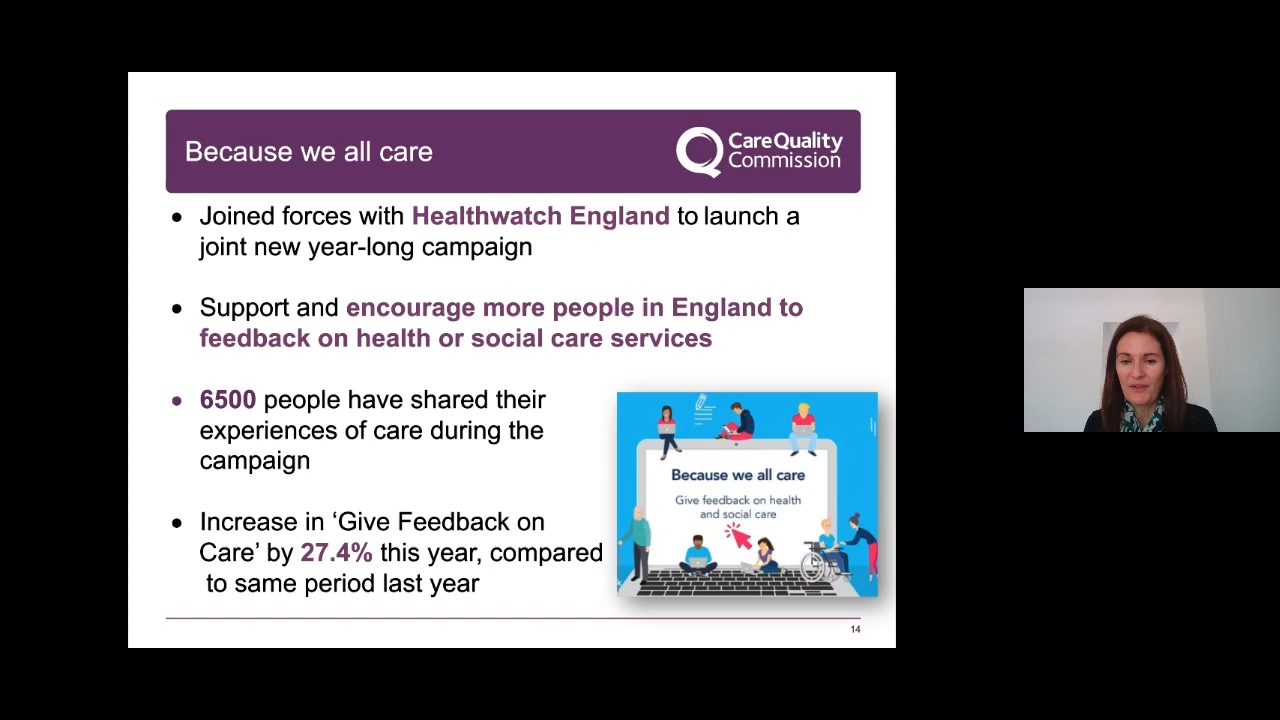 Because we all care
CareQuality
Commission
• Joined forces with Healthwatch England to launch a
joint new year-long campaign
• Support and encourage more people in England to
feedback on health or social care services
• 6500 people have shared their
experiences of care during the
campaign
• Increase in ‘Give Feedback on
Care’ by 27.4% this year, compared
to same period last year
Because we all care
Give feedback on health
and social care
14